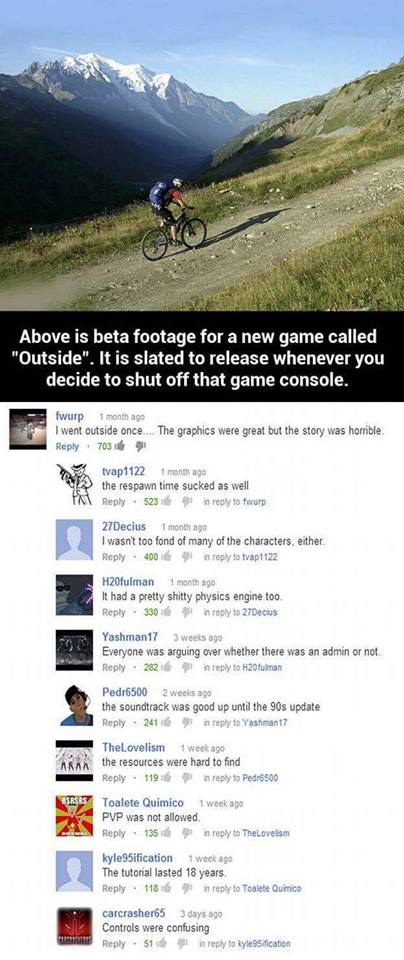 Above is beta footage for a new game called
"Outside". It is slated to release whenever you
decide to shut off that game console.
fwurp 1 month ago
I went outside once.... The graphics were great but the story was horrible.
Reply · 703
tvap1122 1 month ago
the respawn time sucked as well
Reply · 523 in reply to fwurp
27Decius 1 month ago
I wasn't too fond of many of the characters, either.
Reply · 400 in reply to tvap1122
H20fulman 1 month ago
It had a pretty shitty physics engine too.
Reply · 330 in reply to 27Decius
Yashman17 3 weeks ago
Everyone was arguing over whether there was an admin or not.
Reply · 282 in reply to H20fulman
Pedr6500 2 weeks ago
the soundtrack was good up until the 90s update
Reply · 241 in reply to Yashman17
TheLovelism 1 week ago
the resources were hard to find
Reply · 119 in reply to Pedr6500
RSRSRS
Toalete Quimico 1 week ago
PVP was not allowed.
Reply · 135 in reply to TheLovelism
kyle95ification 1 week ago
The tutorial lasted 18 years.
Reply · 118 in reply to Toalete Quimico
carcrasher65 3 days ago
Controls were confusing
Reply · 51 in reply to kyle95ification